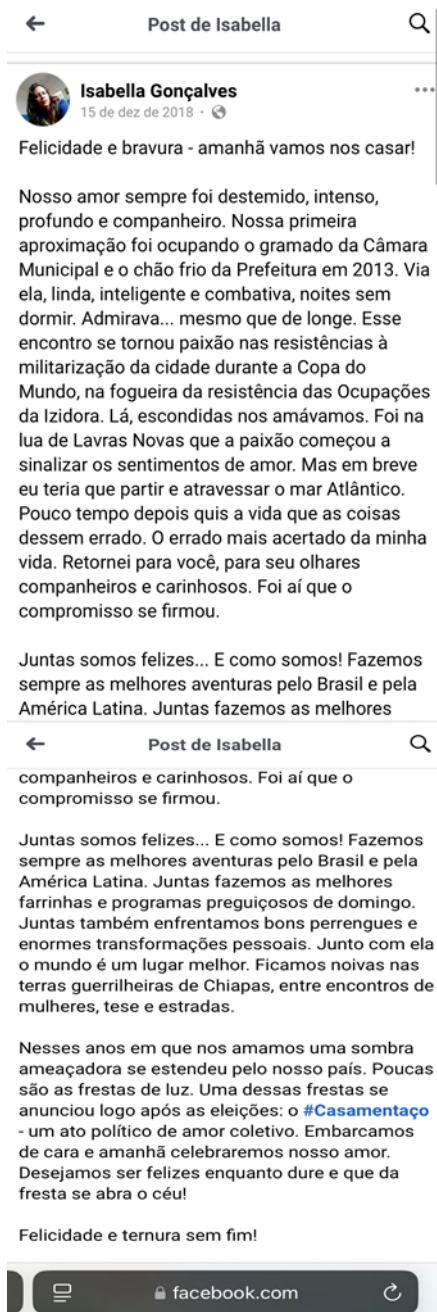 Post de Isabella
Isabella Gonçalves
15 de dez de 2018 ·
Felicidade e bravura - amanhã vamos nos casar!
Nosso amor sempre foi destemido, intenso,
profundo e companheiro. Nossa primeira
aproximação foi ocupando o gramado da Câmara
Municipal e o chão frio da Prefeitura em 2013. Via
ela, linda, inteligente e combativa, noites sem
dormir. Admirava... mesmo que de longe. Esse
encontro se tornou paixão nas resistências à
militarização da cidade durante a Copa do
Mundo, na fogueira da resistência das Ocupações
da Izidora. Lá, escondidas nos amávamos. Foi na
lua de Lavras Novas que a paixão começou a
sinalizar os sentimentos de amor. Mas em breve
eu teria que partir e atravessar o mar Atlântico.
Pouco tempo depois quis a vida que as coisas
dessem errado. O errado mais acertado da minha
vida. Retornei para você, para seu olhares
companheiros e carinhosos. Foi aí que o
compromisso se firmou.
Juntas somos felizes... E como somos! Fazemos
sempre as melhores aventuras pelo Brasil e pela
América Latina. Juntas fazemos as melhores
Post de Isabella
companheiros e carinhosos. Foi aí que o
compromisso se firmou.
Juntas somos felizes... E como somos! Fazemos
sempre as melhores aventuras pelo Brasil e pela
América Latina. Juntas fazemos as melhores
farrinhas e programas preguiçosos de domingo.
Juntas também enfrentamos bons perrengues e
enormes transformações pessoais. Junto com ela
o mundo é um lugar melhor. Ficamos noivas nas
terras guerrilheiras de Chiapas, entre encontros de
mulheres, tese e estradas.
Nesses anos em que nos amamos uma sombra
ameaçadora se estendeu pelo nosso país. Poucas
são as frestas de luz. Uma dessas frestas se
anunciou logo após as eleições: o #Casamentaço
- um ato político de amor coletivo. Embarcamos
de cara e amanhã celebraremos nosso amor.
Desejamos ser felizes enquanto dure e que da
fresta se abra o céu!
Felicidade e ternura sem fim!
facebook.com